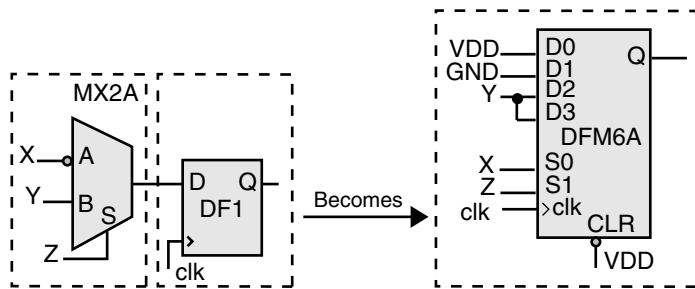 MX2A
X
A
Y
B
S
Z
D Q
DF1
clk
Becomes
VDD
D0
Q
GND
D1
Y
D2
D3
DFM6A
X
S0
Z
S1
clk
clk
CLR
VDD